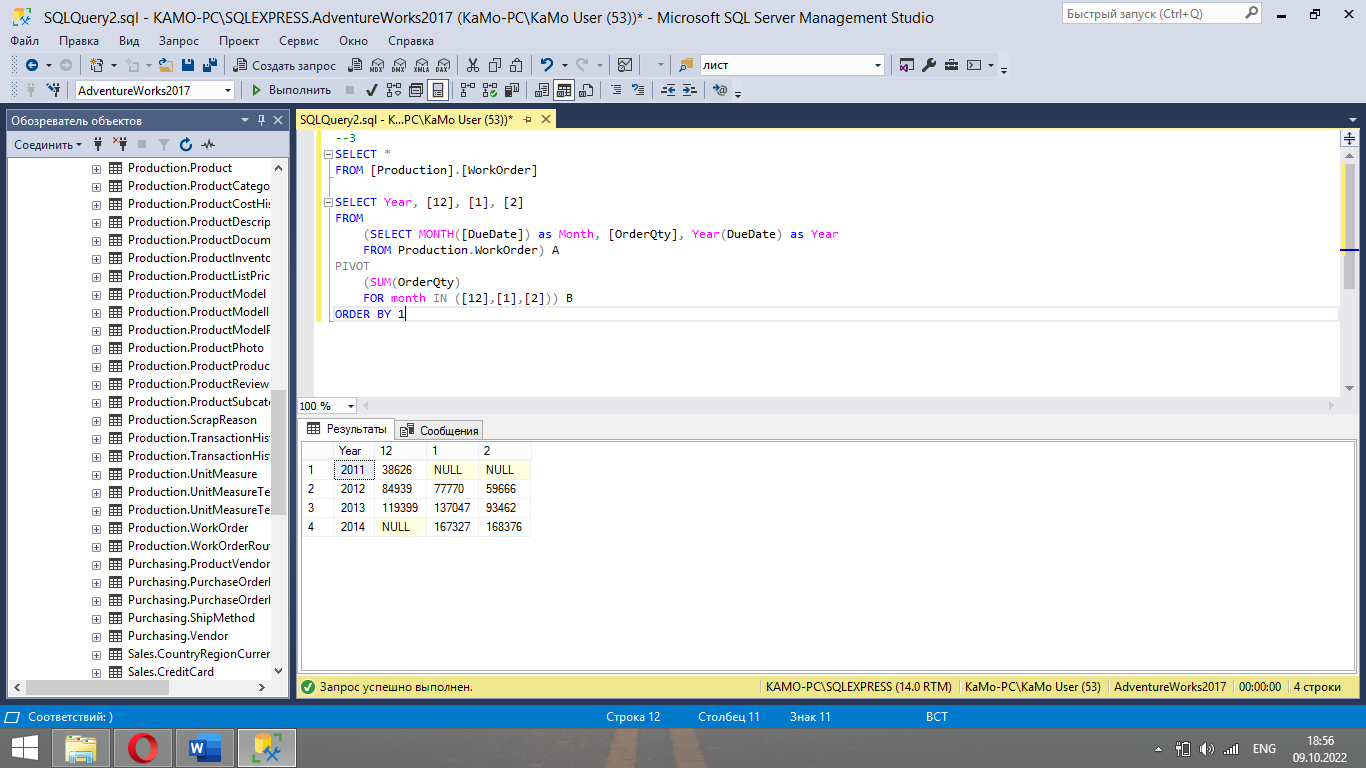 SQLQuery2.sql - KAMO-PC\SQLEXPRESS.AdventureWorks2017 (KaMo-PC\KaMo User (53))* - Microsoft SQL Server Management Studio
Быстрый запуск (Ctrl+Q)
Файл Правка Вид Запрос Проект Сервис Окно Справка
Создать запрос MDX DMX XMLA DAX лист
AdventureWorks2017 Выполнить
Обозреватель объектов
Соединить
Production.Product
Production.ProductCatego
Production.ProductCostHis
Production.ProductDescrip
Production.ProductDocum
Production.ProductInvento
Production.ProductListPric
Production.ProductModel
Production.ProductModelI
Production.ProductModelP
Production.ProductPhoto
Production.ProductProduc
Production.ProductReview
Production.ProductSubcate
Production.ScrapReason
Production.TransactionHis
Production.TransactionHis
Production.UnitMeasure
Production.UnitMeasureTe
Production.UnitMeasureTe
Production.WorkOrder
Production.WorkOrderRou
Purchasing.ProductVendor
Purchasing.PurchaseOrderI
Purchasing.PurchaseOrderI
Purchasing.ShipMethod
Purchasing.Vendor
Sales.CountryRegionCurrer
Sales.CreditCard
SQLQuery2.sql - K...PC\KaMo User (53))*
--3
SELECT *
FROM [Production].[WorkOrder]
SELECT Year, [12], [1], [2]
FROM
(SELECT MONTH([DueDate]) as Month, [OrderQty], Year(DueDate) as Year
FROM Production.WorkOrder) A
PIVOT
(SUM(OrderQty)
FOR month IN ([12],[1],[2])) B
ORDER BY 1
100 %
Результаты Сообщения
Year 12 1 2
1 2011 38626 NULL NULL
2 2012 84939 77770 59666
3 2013 119399 137047 93462
4 2014 NULL 167327 168376
Запрос успешно выполнен. KAMO-PC\SQLEXPRESS (14.0 RTM) KaMo-PC\KaMo User (53) AdventureWorks2017 00:00:00 4 строки
Соответствий: ) Строка 12 Столбец 11 Знак 11 ВСТ
ENG 18:56
09.10.2022